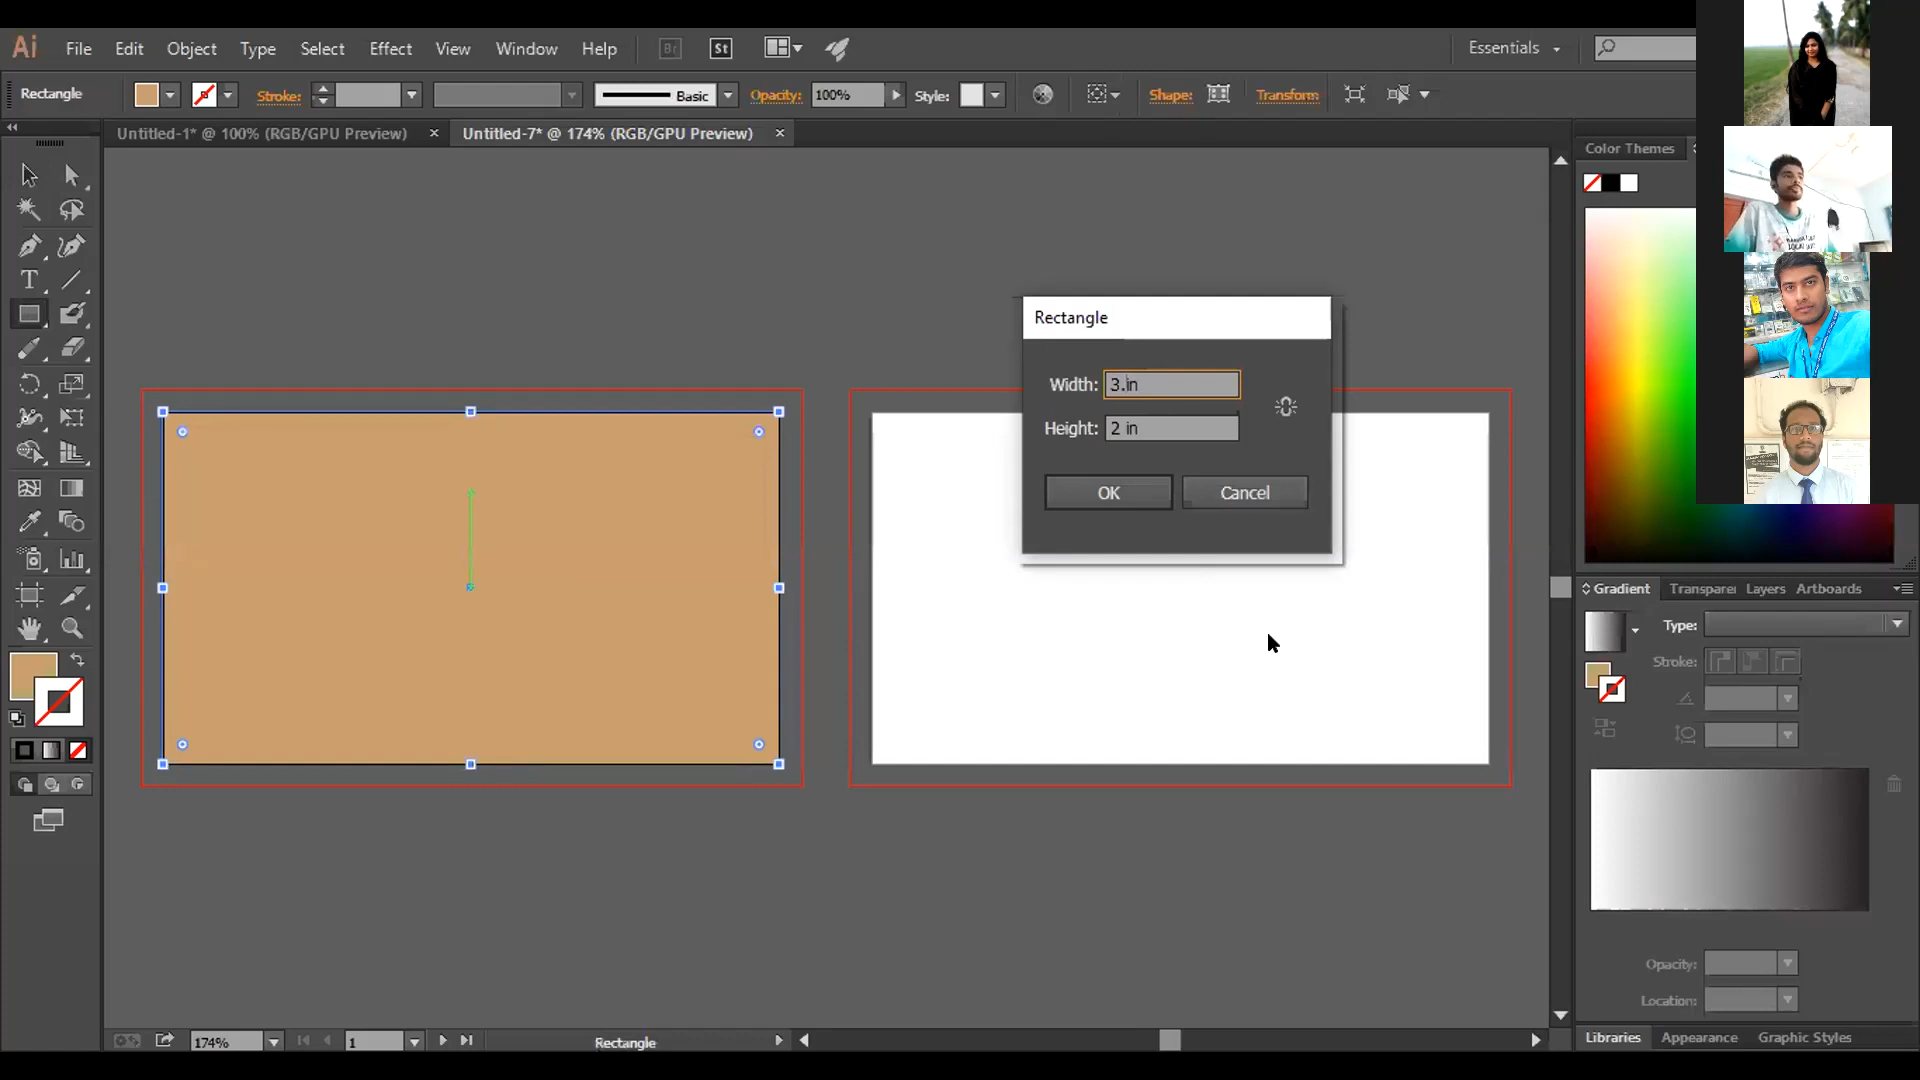 Ai File Edit Object Type Select Effect View Window Help Br St Essentials
Rectangle Stroke: Basic Opacity: 100% Style: Shape: Transform
Untitled-1* @ 100% (RGB/GPU Preview) × Untitled-7* @ 174% (RGB/GPU Preview) ×
Color Themes
Rectangle
Width: 3.in
Height: 2 in
OK Cancel
Gradient Transparer Layers Artboards
Type:
Stroke:
Opacity:
Location:
174% 1 Rectangle
Libraries Appearance Graphic Styles